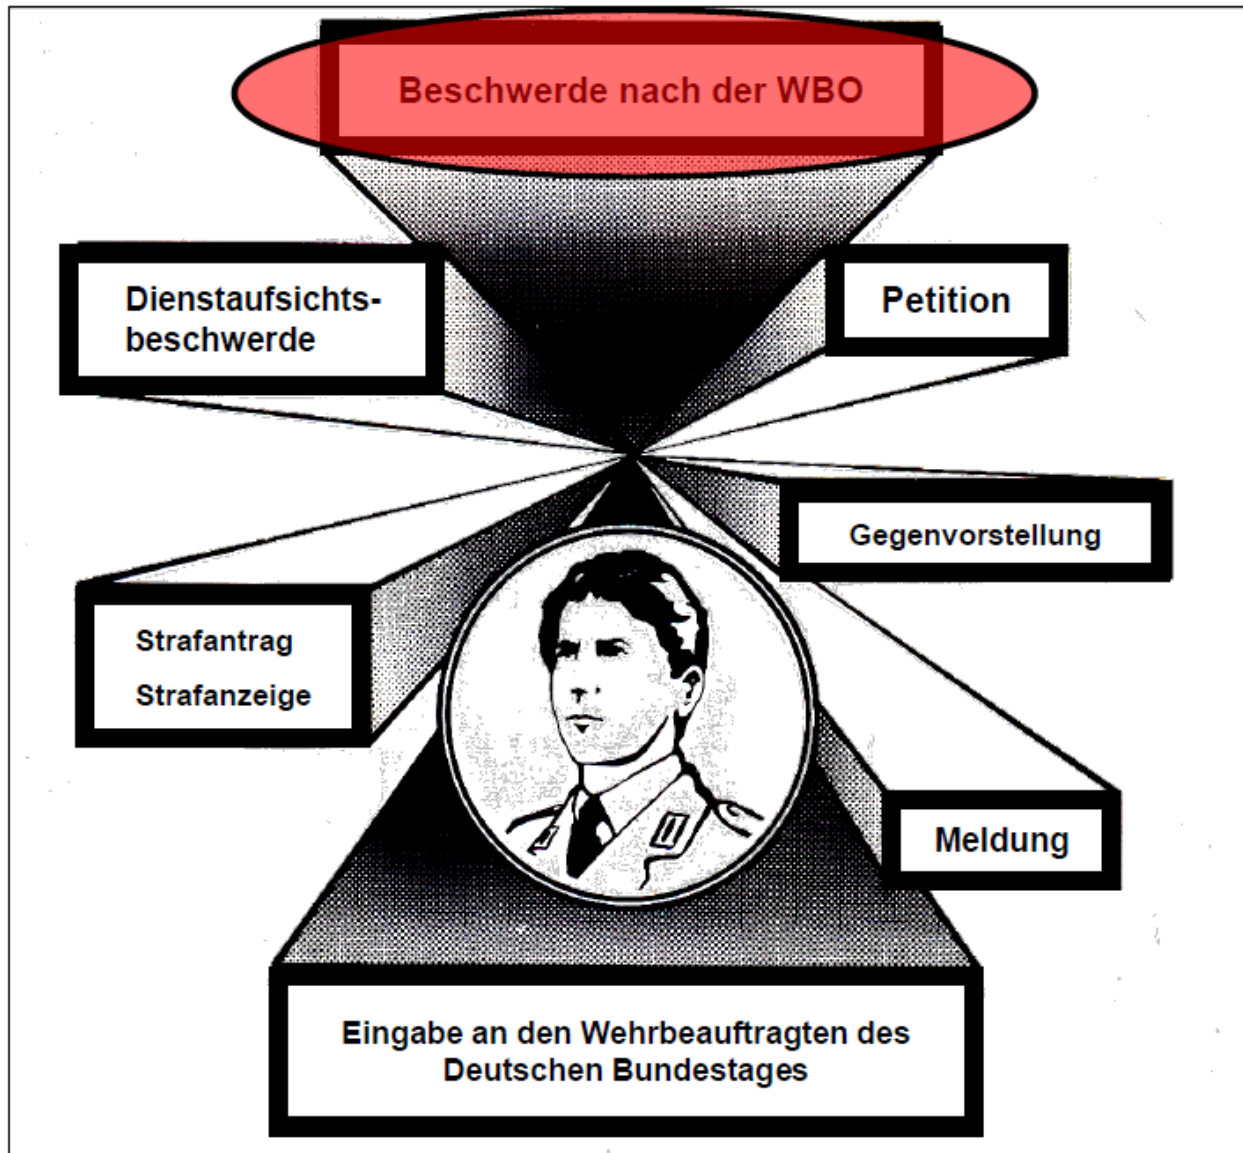 Beschwerde nach der WBO
Dienstaufsichts-
beschwerde
Petition
Gegenvorstellung
Strafantrag
Strafanzeige
Meldung
Eingabe an den Wehrbeauftragten des
Deutschen Bundestages